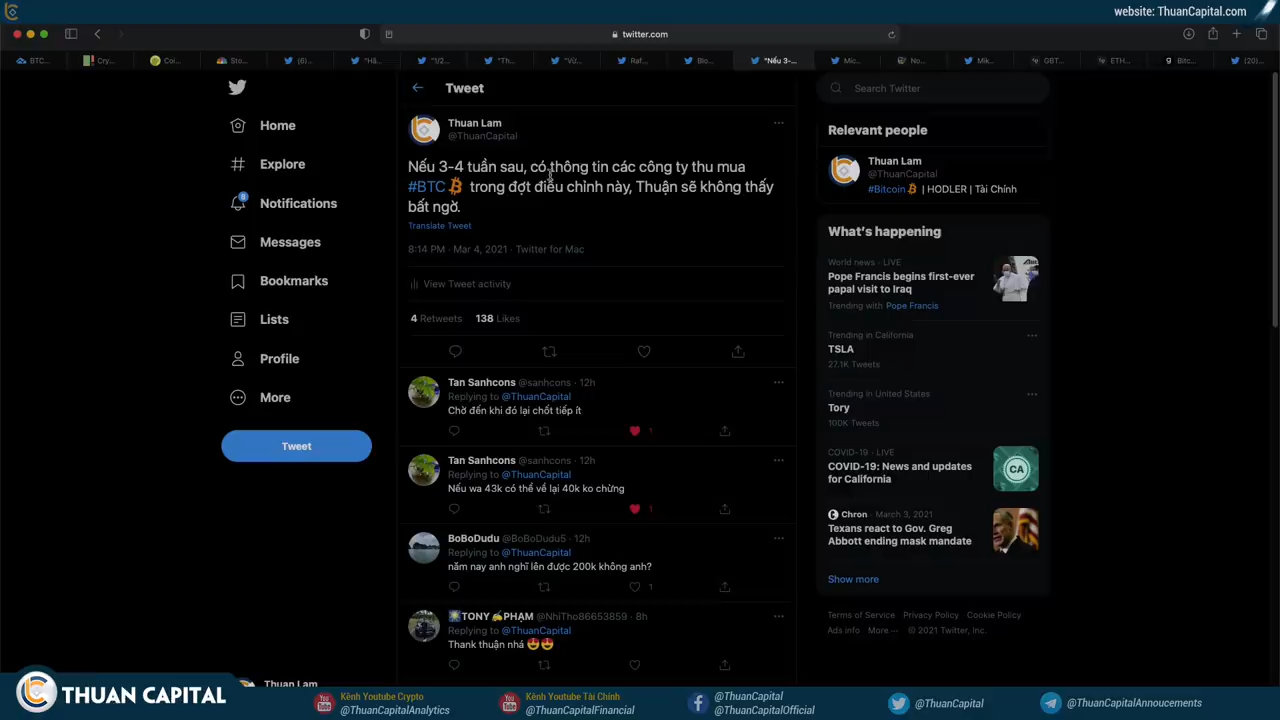 website: ThuanCapital.com
twitter.com
BTC...
Cry...
Coi...
Sto...
(6)...
"Hã...
"1/2...
"Th...
"Vừ...
Raf...
Blo...
"Nếu 3-...
Mic...
No...
Mik...
GBT...
ETH...
Bitc...
(20)...
Home
Explore
8
Notifications
Messages
Bookmarks
Lists
Profile
More
Tweet
Tweet
Thuan Lam
@ThuanCapital
Nếu 3-4 tuần sau, có thông tin các công ty thu mua
#BTC trong đợt điều chỉnh này, Thuận sẽ không thấy
bất ngờ.
Translate Tweet
8:14 PM · Mar 4, 2021 · Twitter for Mac
View Tweet activity
4 Retweets 138 Likes
Tan Sanhcons @sanhcons · 12h
Replying to @ThuanCapital
Chờ đến khi đó lại chốt tiếp ít
1
Tan Sanhcons @sanhcons · 12h
Replying to @ThuanCapital
Nếu wa 43k có thể về lại 40k ko chừng
1
BoBoDudu @BoBoDudu5 · 12h
Replying to @ThuanCapital
năm nay anh nghĩ lên được 200k không anh?
1
TONY ✍PHẠM @NhiTho86653859 · 8h
Replying to @ThuanCapital
Thank thuận nhá 😍😍
Search Twitter
Relevant people
Thuan Lam
@ThuanCapital
#Bitcoin | HODLER | Tài Chính
What's happening
World news · LIVE
Pope Francis begins first-ever
papal visit to Iraq
Trending with Pope Francis
Trending in California
TSLA
27.1K Tweets
Trending in United States
Tory
100K Tweets
COVID-19 · LIVE
COVID-19: News and updates
for California
CA
Chron · March 3, 2021
Texans react to Gov. Greg
Abbott ending mask mandate
Show more
Terms of Service Privacy Policy Cookie Policy
Ads info More ··· © 2021 Twitter, Inc.
Thuan Lam
THUAN CAPITAL
Kênh Youtube Crypto
@ThuanCapitalAnalytics
Kênh Youtube Tài Chính
@ThuanCapitalFinancial
@ThuanCapital
@ThuanCapitalOfficial
@ThuanCapital
@ThuanCapitalAnnoucements